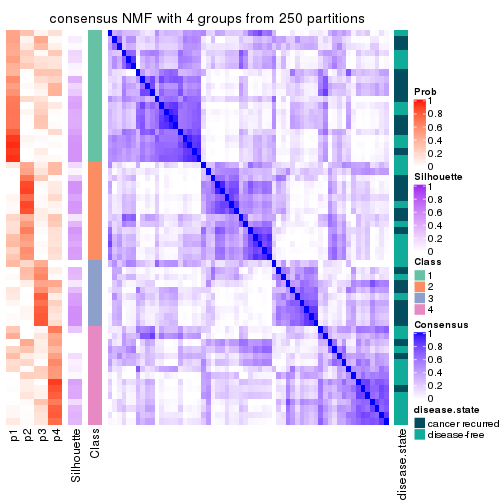 consensus NMF with 4 groups from 250 partitions
Prob
1
0.8
0.6
0.4
0.2
0
Silhouette
1
0.8
0.6
0.4
0.2
0
Class
1
2
3
4
Consensus
1
0.8
0.6
0.4
0.2
0
disease.state
cancer recurred
disease-free
p1
p2
p3
p4
Silhouette
Class
disease.state